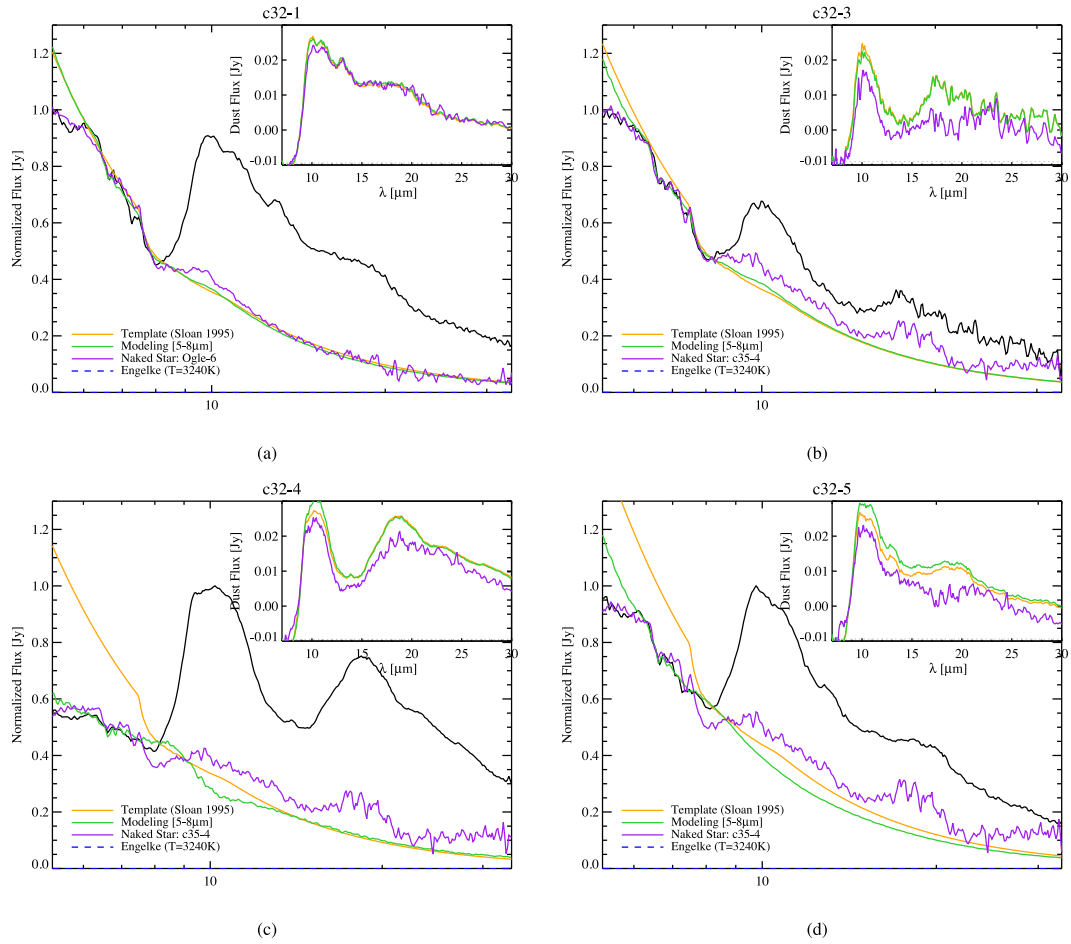 c32-1
Normalized Flux [Jy]
1.2
1.0
0.8
0.6
0.4
0.2
0.0
10
Dust Flux [Jy]
0.02
0.01
0.00
-0.01
10 15 20 25 30
λ [μm]
Template (Sloan 1995)
Modeling [5-8μm]
Naked Star: Ogle-6
Engelke (T=3240K)
(a)
c32-3
Normalized Flux [Jy]
1.2
1.0
0.8
0.6
0.4
0.2
0.0
10
Dust Flux [Jy]
0.02
0.01
0.00
-0.01
10 15 20 25 30
λ [μm]
Template (Sloan 1995)
Modeling [5-8μm]
Naked Star: c35-4
Engelke (T=3240K)
(b)
c32-4
Normalized Flux [Jy]
1.2
1.0
0.8
0.6
0.4
0.2
0.0
10
Dust Flux [Jy]
0.02
0.01
0.00
-0.01
10 15 20 25 30
λ [μm]
Template (Sloan 1995)
Modeling [5-8μm]
Naked Star: c35-4
Engelke (T=3240K)
(c)
c32-5
Normalized Flux [Jy]
1.2
1.0
0.8
0.6
0.4
0.2
0.0
10
Dust Flux [Jy]
0.02
0.01
0.00
-0.01
10 15 20 25 30
λ [μm]
Template (Sloan 1995)
Modeling [5-8μm]
Naked Star: c35-4
Engelke (T=3240K)
(d)